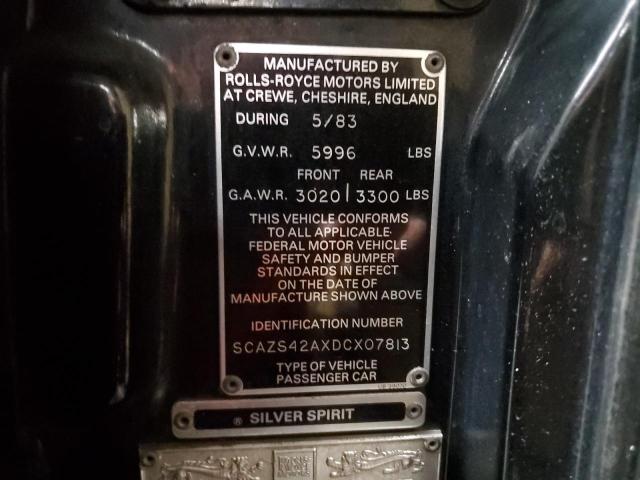 MANUFACTURED BY
ROLLS-ROYCE MOTORS LIMITED
AT CREWE, CHESHIRE, ENGLAND
DURING 5/83
G.V.W.R. 5996 LBS
FRONT REAR
G.A.W.R. 3020 | 3300 LBS
THIS VEHICLE CONFORMS
TO ALL APPLICABLE
FEDERAL MOTOR VEHICLE
SAFETY AND BUMPER
STANDARDS IN EFFECT
ON THE DATE OF
MANUFACTURE SHOWN ABOVE
IDENTIFICATION NUMBER
SCAZS42AXDCX07813
TYPE OF VEHICLE
PASSENGER CAR
® SILVER SPIRIT